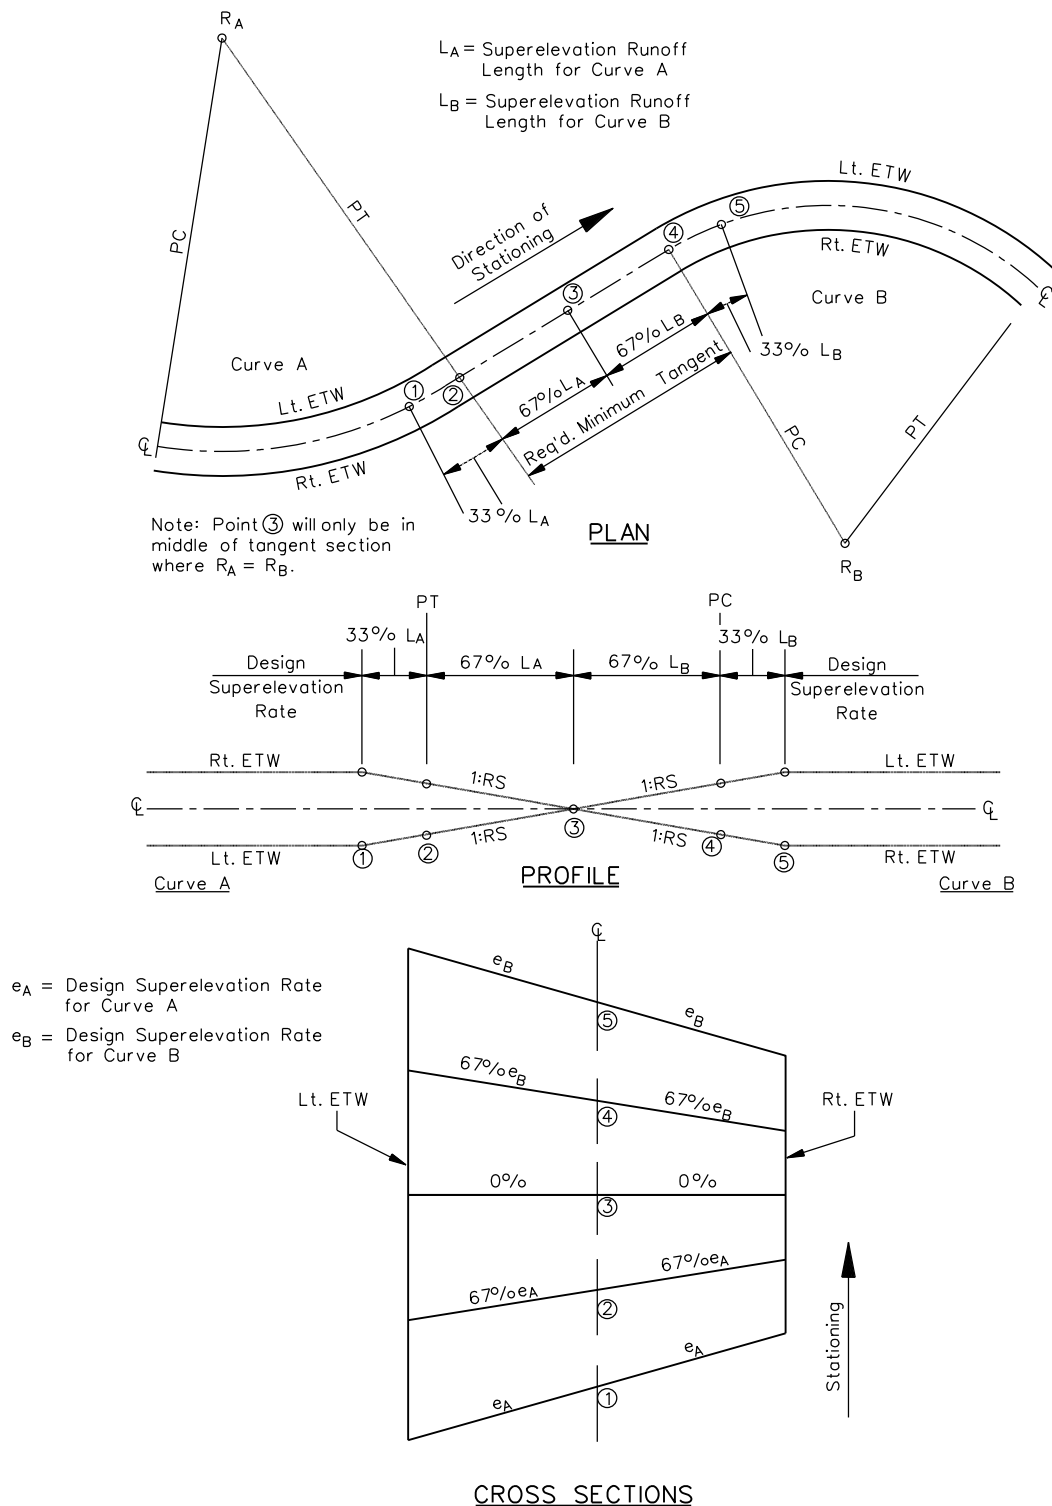 R_A
L_A = Superelevation Runoff
Length for Curve A
L_B = Superelevation Runoff
Length for Curve B
PC
PT
Direction of
Stationing
Lt. ETW
Rt. ETW
⅊
Curve B
Curve A
5
4
3
2
1
67% L_B
67% L_A
33% L_B
33% L_A
Req'd. Minimum Tangent
Lt. ETW
Rt. ETW
℄
PC
PT
R_B
Note: Point 3 will only be in
middle of tangent section
where R_A = R_B.
PLAN
PT
PC
33% L_A
33% L_B
67% L_A
67% L_B
Design
Superelevation
Rate
Design
Superelevation
Rate
Rt. ETW
1:RS
1:RS
Lt. ETW
℄
℄
Lt. ETW
1:RS
1:RS
Rt. ETW
1
2
3
4
5
Curve A
PROFILE
Curve B
℄
e_A = Design Superelevation Rate
for Curve A
e_B = Design Superelevation Rate
for Curve B
e_B
e_B
5
67% e_B
67% e_B
4
Lt. ETW
Rt. ETW
0%
0%
3
67% e_A
67% e_A
2
e_A
e_A
1
Stationing
CROSS SECTIONS